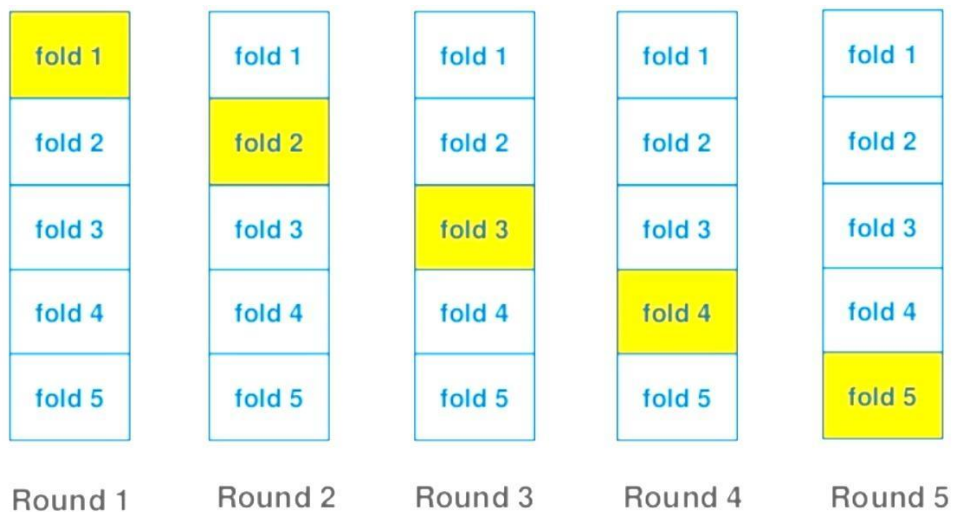 fold 1 fold 1 fold 1 fold 1 fold 1
fold 2 fold 2 fold 2 fold 2 fold 2
fold 3 fold 3 fold 3 fold 3 fold 3
fold 4 fold 4 fold 4 fold 4 fold 4
fold 5 fold 5 fold 5 fold 5 fold 5
Round 1 Round 2 Round 3 Round 4 Round 5